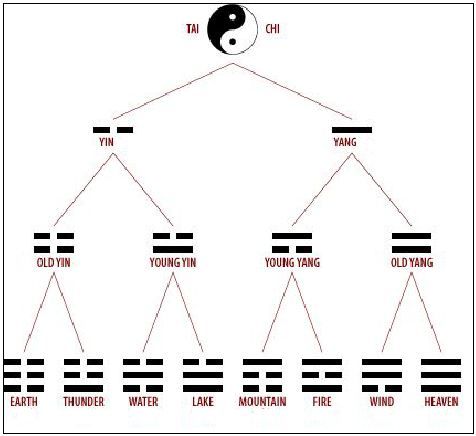 TAI CHI
YIN YANG
OLD YIN YOUNG YIN YOUNG YANG OLD YANG
EARTH THUNDER WATER LAKE MOUNTAIN FIRE WIND HEAVEN